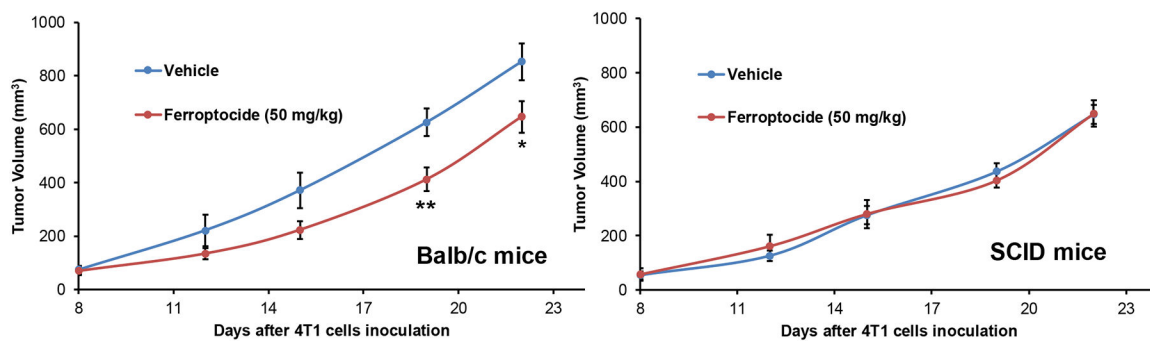 1000
800
600
400
200
0
Tumor Volume (mm³)
Vehicle
Ferroptocide (50 mg/kg)
**
*
Balb/c mice
8 11 14 17 20 23
Days after 4T1 cells inoculation
1000
800
600
400
200
0
Tumor Volume (mm³)
Vehicle
Ferroptocide (50 mg/kg)
SCID mice
8 11 14 17 20 23
Days after 4T1 cells inoculation